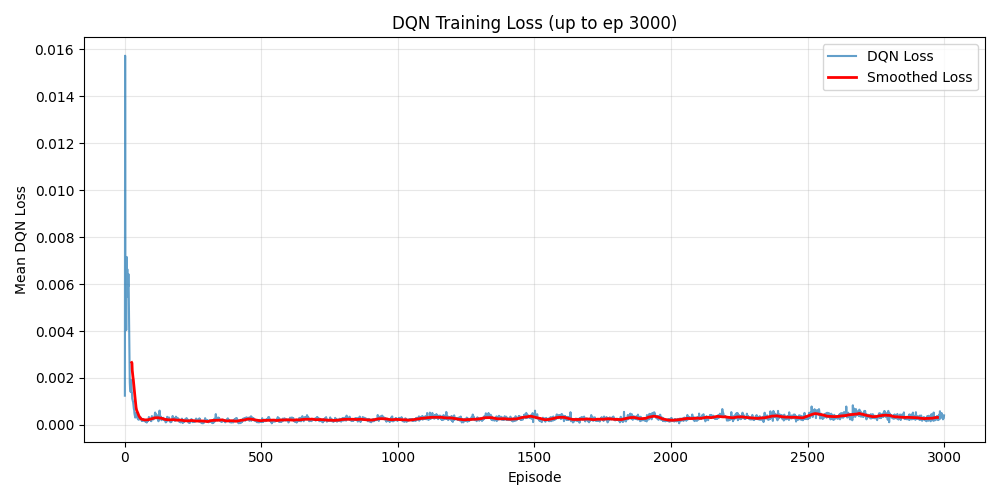 DQN Training Loss (up to ep 3000)
DQN Loss
Smoothed Loss
Mean DQN Loss
0.016
0.014
0.012
0.010
0.008
0.006
0.004
0.002
0.000
0 500 1000 1500 2000 2500 3000
Episode